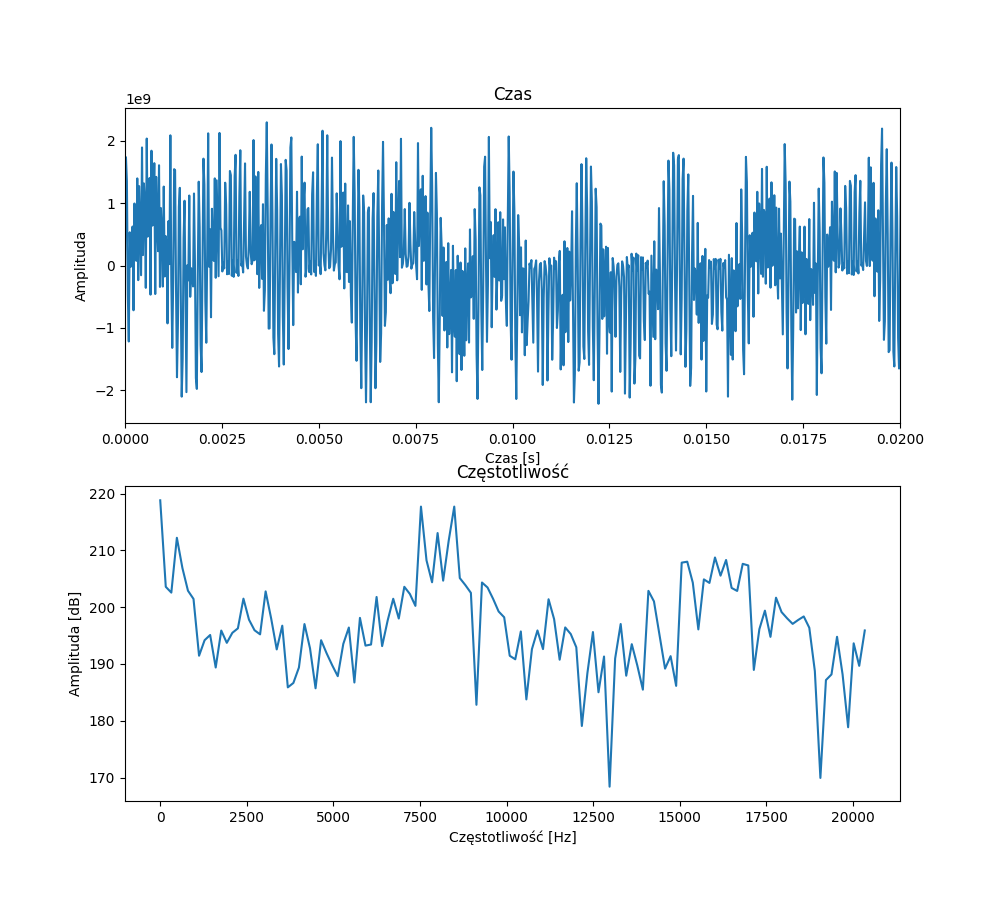 Czas
1e9
Amplituda
2
1
0
−1
−2
0.0000 0.0025 0.0050 0.0075 0.0100 0.0125 0.0150 0.0175 0.0200
Czas [s]
Częstotliwość
Amplituda [dB]
220
210
200
190
180
170
0 2500 5000 7500 10000 12500 15000 17500 20000
Częstotliwość [Hz]